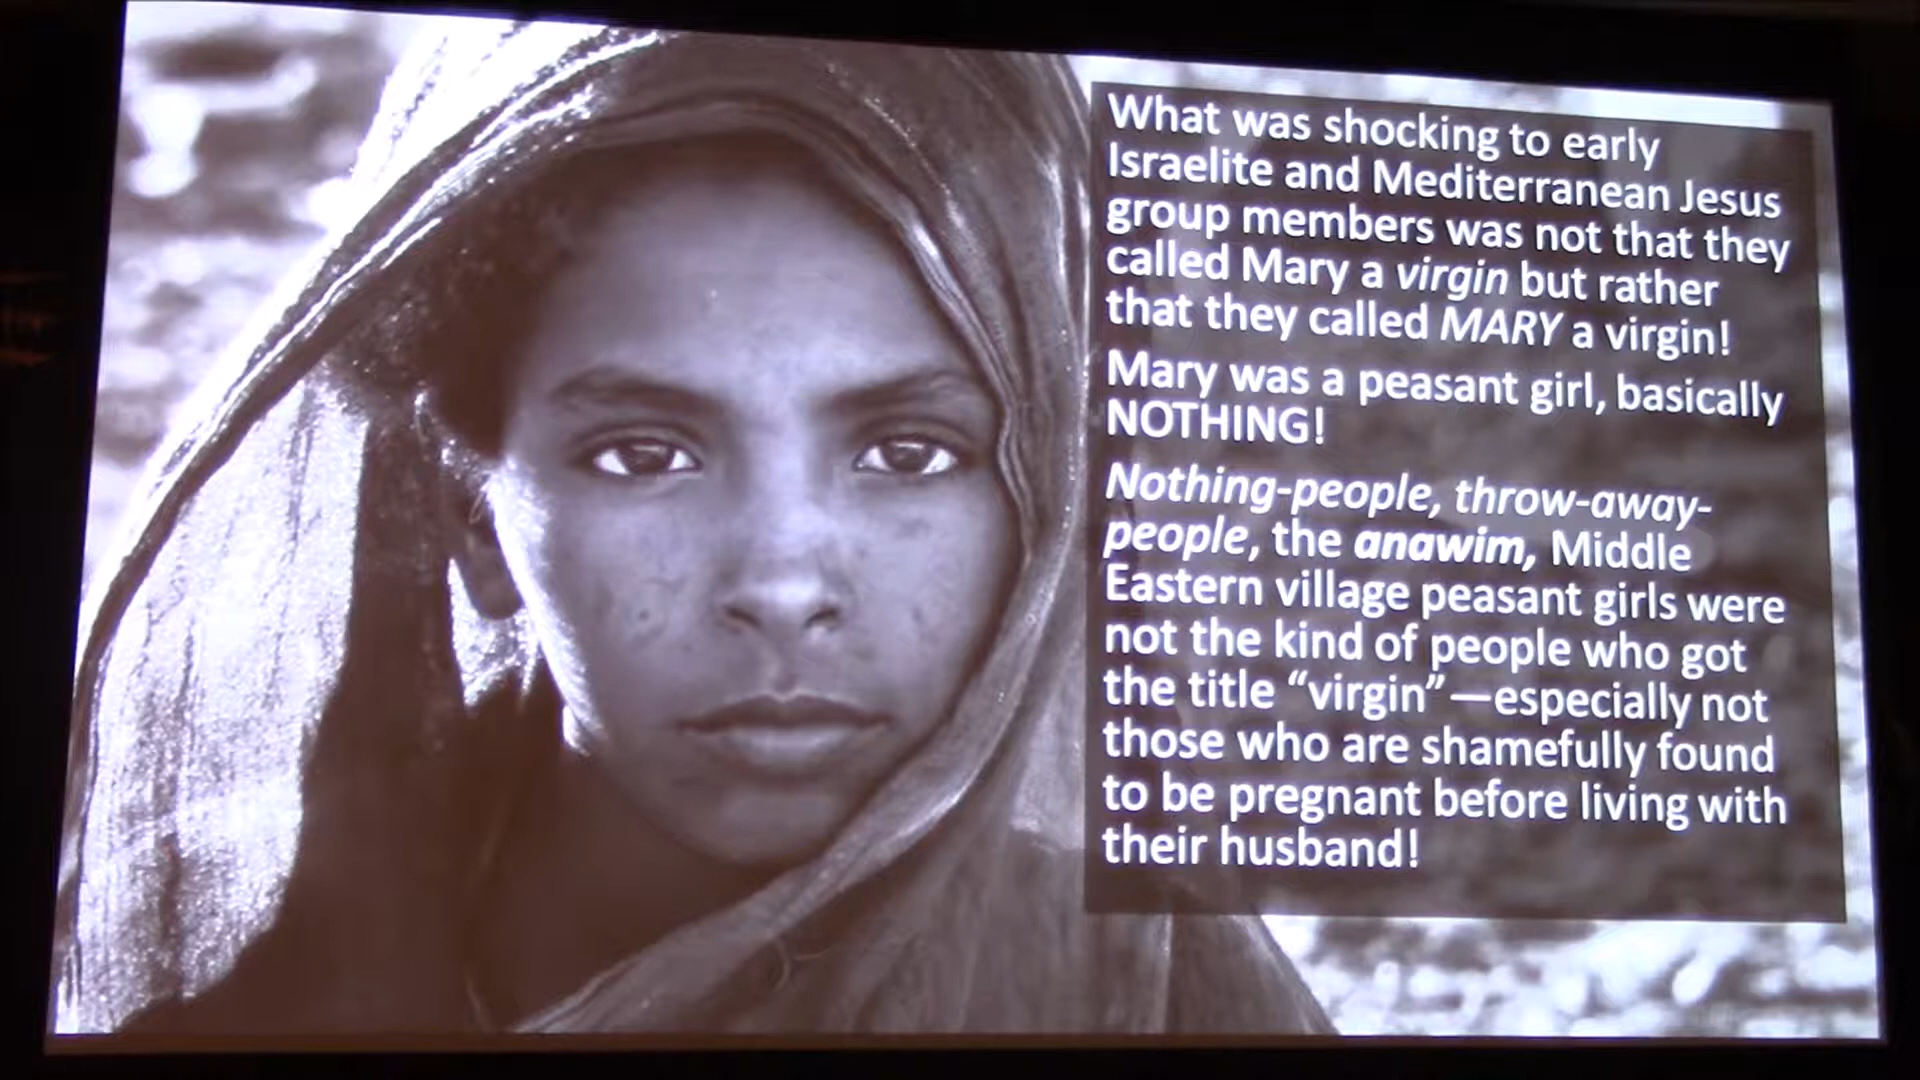 What was shocking to early
Israelite and Mediterranean Jesus
group members was not that they
called Mary a virgin but rather
that they called MARY a virgin!
Mary was a peasant girl, basically
NOTHING!
Nothing-people, throw-away-
people, the anawim, Middle
Eastern village peasant girls were
not the kind of people who got
the title “virgin”—especially not
those who are shamefully found
to be pregnant before living with
their husband!